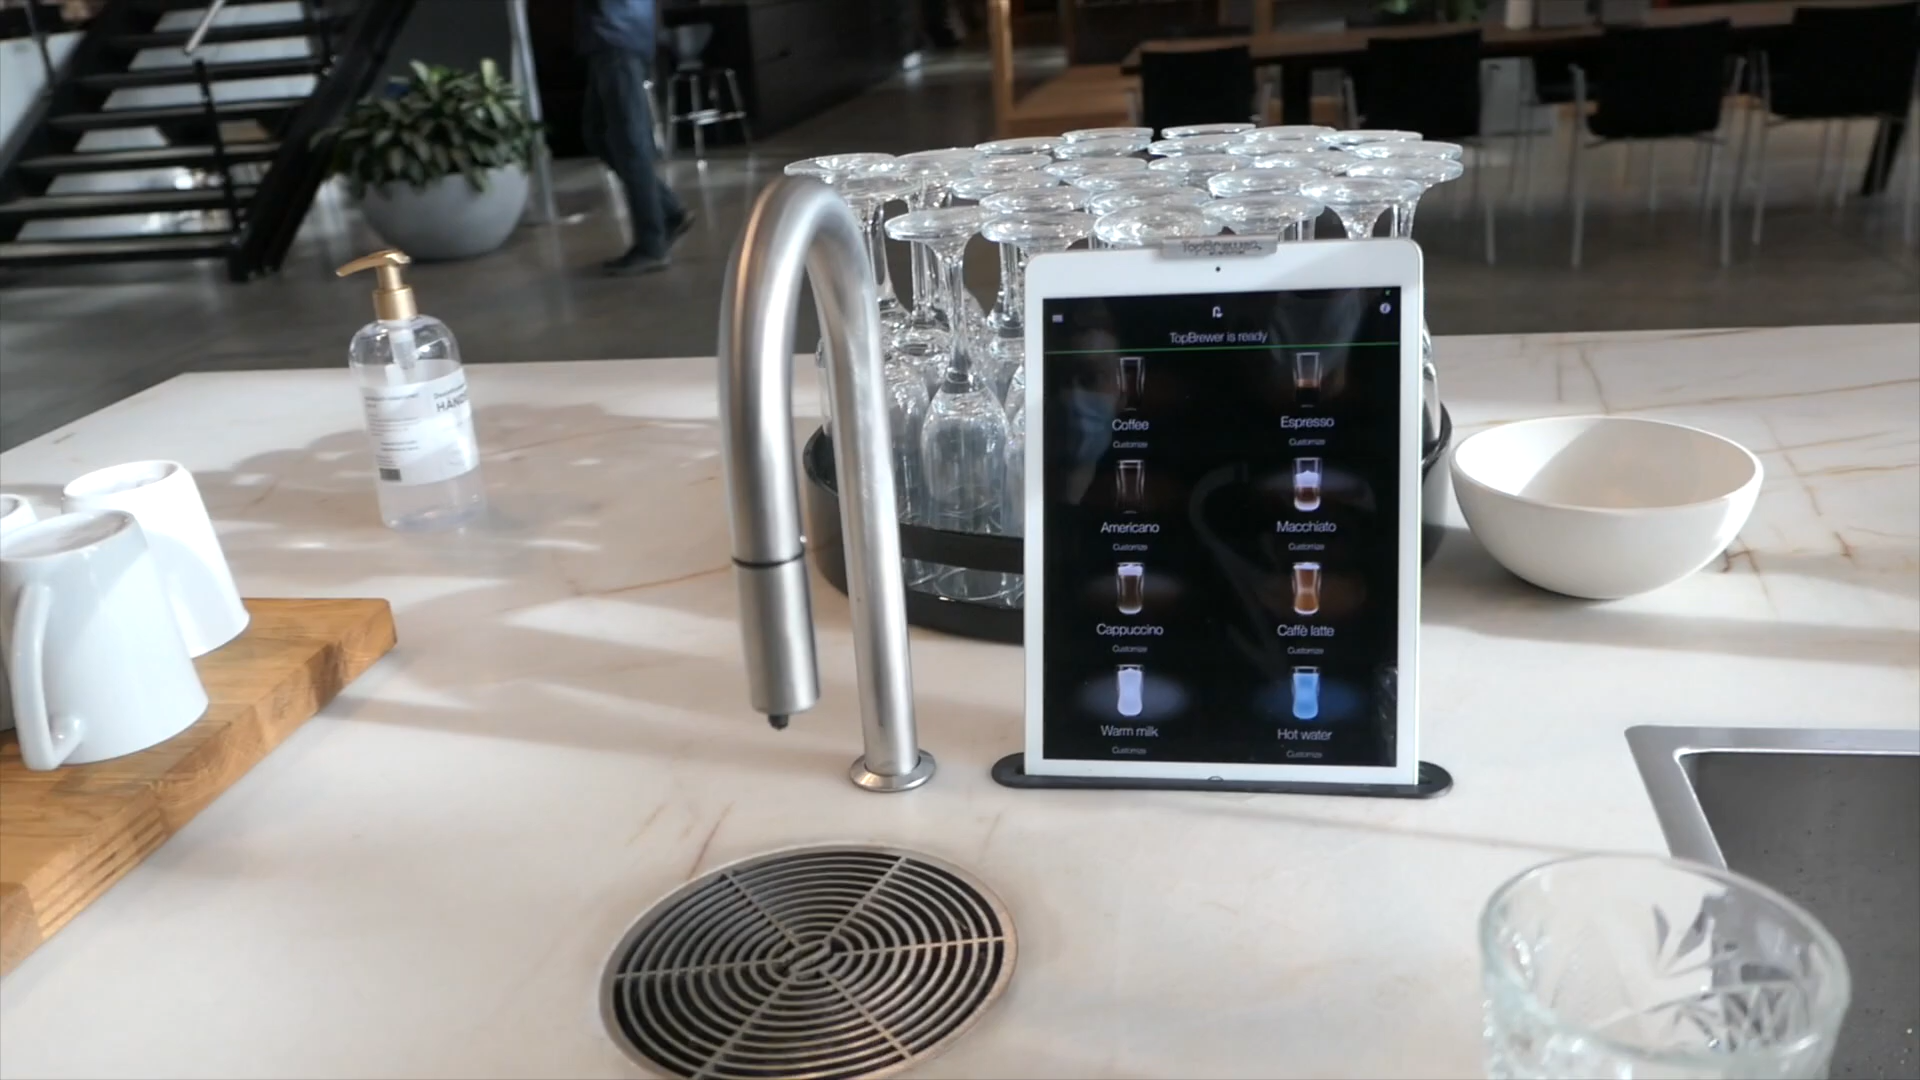 TopBrewer
TopBrewer is ready
Coffee
Customize
Espresso
Customize
Americano
Customize
Macchiato
Customize
Cappuccino
Customize
Caffè latte
Customize
Warm milk
Customize
Hot water
Customize